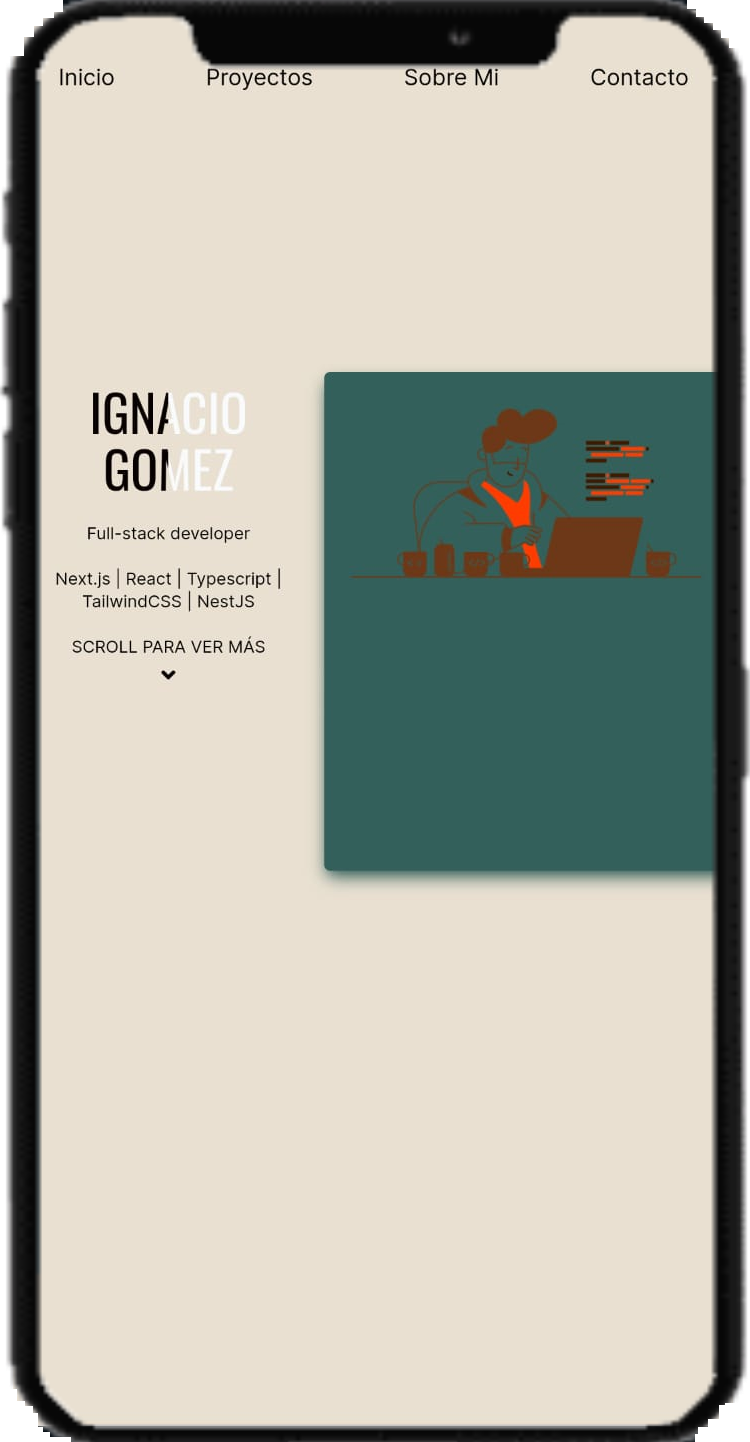 Inicio Proyectos Sobre Mi Contacto
IGNACIO
GOMEZ
Full-stack developer
Next.js | React | Typescript |
TailwindCSS | NestJS
SCROLL PARA VER MÁS